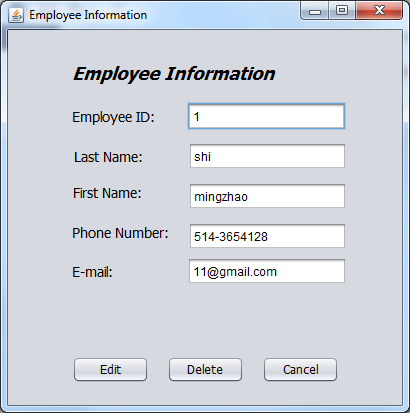 Employee Information
Employee Information
Employee ID: 1
Last Name: shi
First Name: mingzhao
Phone Number: 514-3654128
E-mail: 11@gmail.com
Edit Delete Cancel